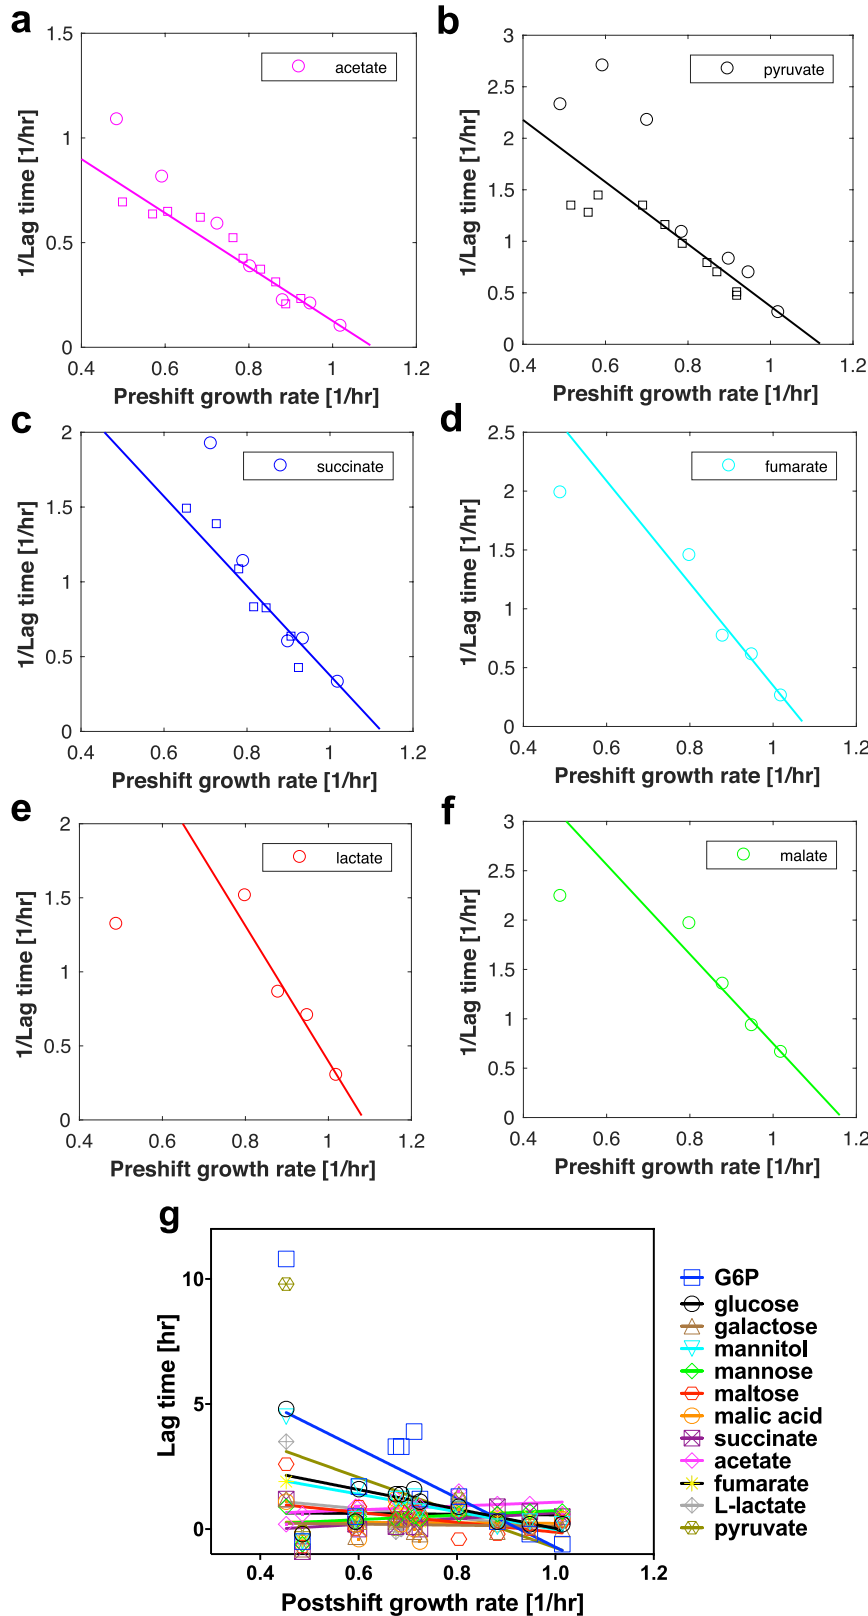 a
acetate
1/Lag time [1/hr]
1
0.5
0
0.4 0.6 0.8 1 1.2
Preshift growth rate [1/hr]
b
pyruvate
1/Lag time [1/hr]
3
2.5
2
1.5
1
0.5
0
0.4 0.6 0.8 1 1.2
Preshift growth rate [1/hr]
c
succinate
1/Lag time [1/hr]
2
1.5
1
0.5
0
0.4 0.6 0.8 1 1.2
Preshift growth rate [1/hr]
d
fumarate
1/Lag time [1/hr]
2.5
2
1.5
1
0.5
0
0.4 0.6 0.8 1 1.2
Preshift growth rate [1/hr]
e
lactate
1/Lag time [1/hr]
2
1.5
1
0.5
0
0.4 0.6 0.8 1 1.2
Preshift growth rate [1/hr]
f
malate
1/Lag time [1/hr]
3
2.5
2
1.5
1
0.5
0
0.4 0.6 0.8 1 1.2
Preshift growth rate [1/hr]
g
Lag time [hr]
10
5
0
0.4 0.6 0.8 1.0 1.2
Postshift growth rate [1/hr]
G6P
glucose
galactose
mannitol
mannose
maltose
malic acid
succinate
acetate
fumarate
L-lactate
pyruvate